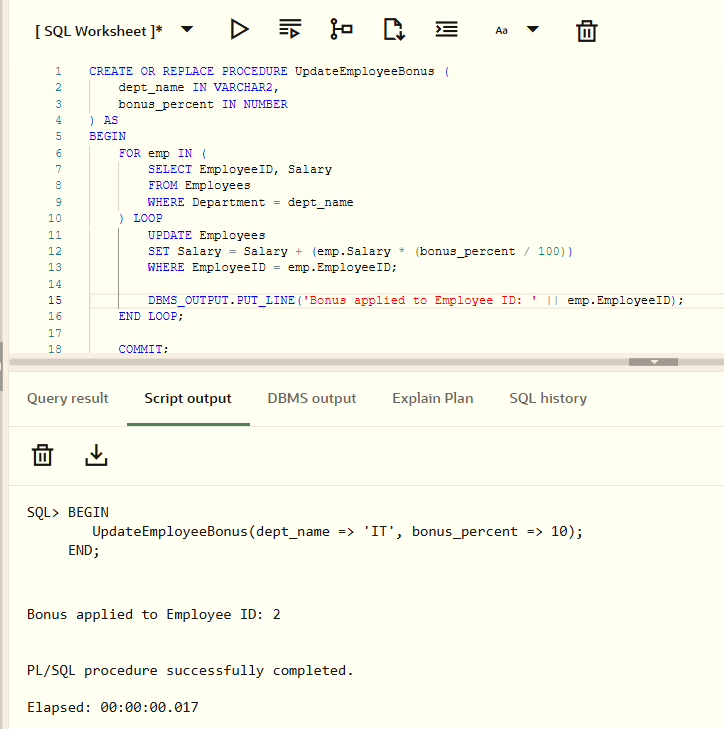 [ SQL Worksheet ]*
Aa
1 CREATE OR REPLACE PROCEDURE UpdateEmployeeBonus (
2 dept_name IN VARCHAR2,
3 bonus_percent IN NUMBER
4 ) AS
5 BEGIN
6 FOR emp IN (
7 SELECT EmployeeID, Salary
8 FROM Employees
9 WHERE Department = dept_name
10 ) LOOP
11 UPDATE Employees
12 SET Salary = Salary + (emp.Salary * (bonus_percent / 100))
13 WHERE EmployeeID = emp.EmployeeID;
14
15 DBMS_OUTPUT.PUT_LINE('Bonus applied to Employee ID: ' || emp.EmployeeID);
16 END LOOP;
17
18 COMMIT;
Query result Script output DBMS output Explain Plan SQL history
SQL> BEGIN
UpdateEmployeeBonus(dept_name => 'IT', bonus_percent => 10);
END;
Bonus applied to Employee ID: 2
PL/SQL procedure successfully completed.
Elapsed: 00:00:00.017